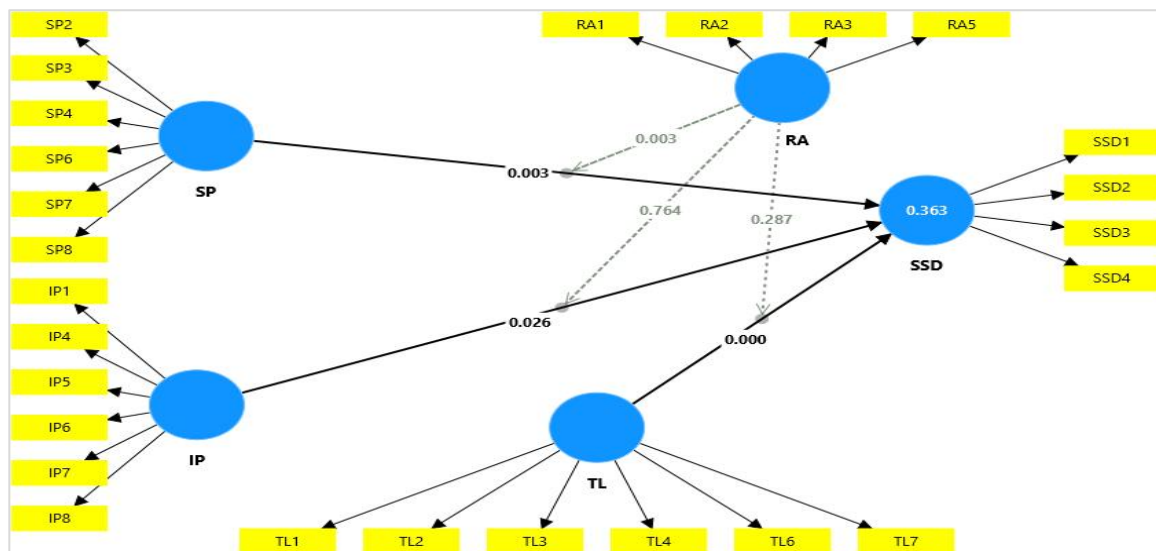 SP2
SP3
SP4
SP6
SP7
SP8
SP
RA1
RA2
RA3
RA5
RA
0.003
0.003
0.764
0.287
SSD1
SSD2
SSD3
SSD4
0.363
SSD
IP1
IP4
IP5
IP6
IP7
IP8
IP
0.026
0.000
TL
TL1
TL2
TL3
TL4
TL6
TL7